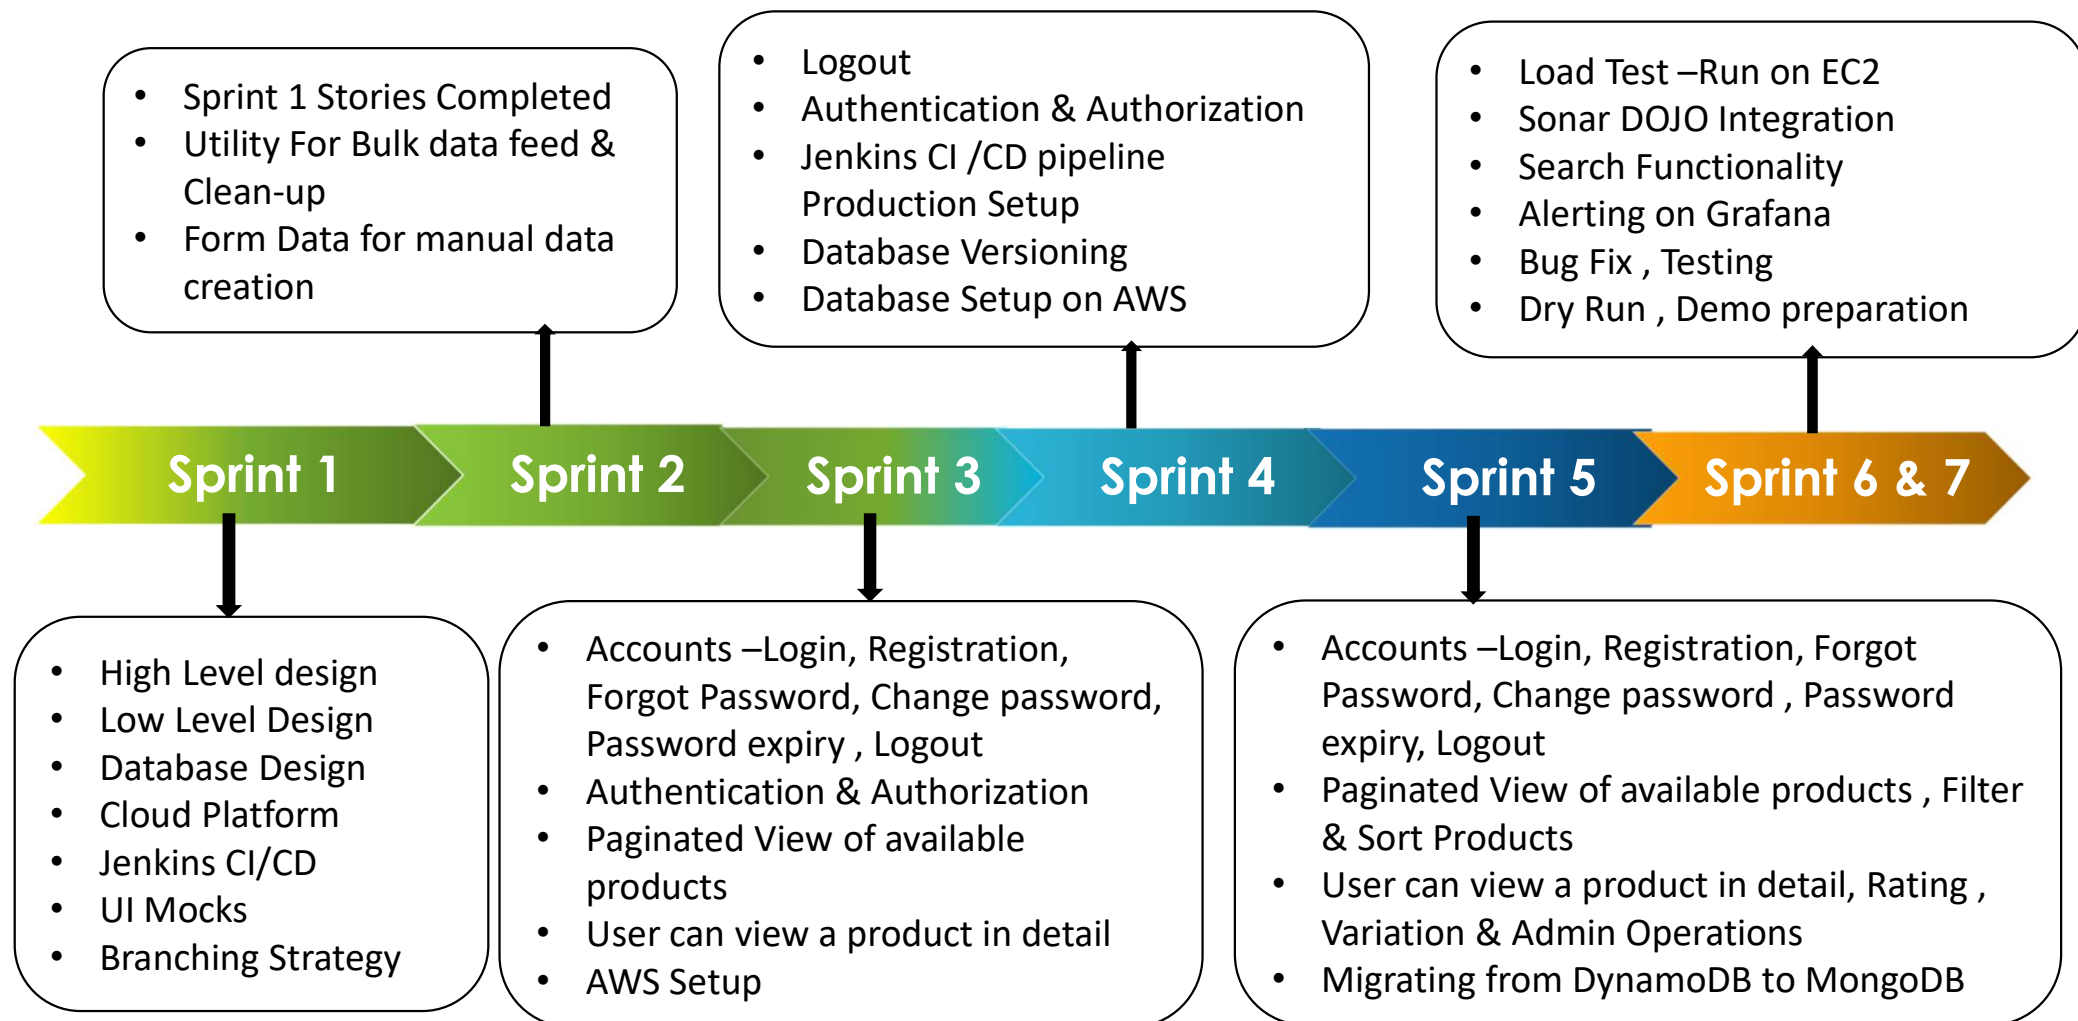 • Sprint 1 Stories Completed
• Utility For Bulk data feed &
Clean-up
• Form Data for manual data
creation
• Logout
• Authentication & Authorization
• Jenkins CI /CD pipeline
Production Setup
• Database Versioning
• Database Setup on AWS
• Load Test –Run on EC2
• Sonar DOJO Integration
• Search Functionality
• Alerting on Grafana
• Bug Fix , Testing
• Dry Run , Demo preparation
Sprint 1
Sprint 2
Sprint 3
Sprint 4
Sprint 5
Sprint 6 & 7
• High Level design
• Low Level Design
• Database Design
• Cloud Platform
• Jenkins CI/CD
• UI Mocks
• Branching Strategy
• Accounts –Login, Registration,
Forgot Password, Change password,
Password expiry , Logout
• Authentication & Authorization
• Paginated View of available
products
• User can view a product in detail
• AWS Setup
• Accounts –Login, Registration, Forgot
Password, Change password , Password
expiry, Logout
• Paginated View of available products , Filter
& Sort Products
• User can view a product in detail, Rating ,
Variation & Admin Operations
• Migrating from DynamoDB to MongoDB